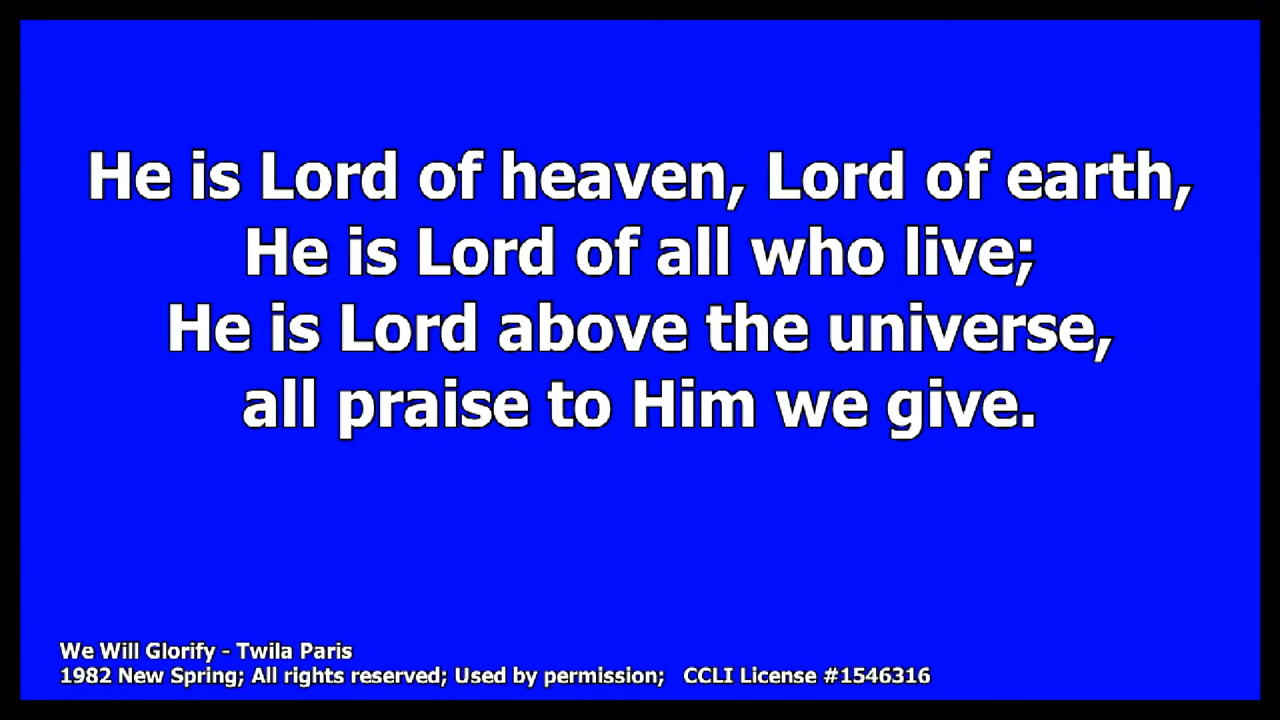 He is Lord of heaven, Lord of earth,
He is Lord of all who live;
He is Lord above the universe,
all praise to Him we give.
We Will Glorify - Twila Paris
1982 New Spring; All rights reserved; Used by permission; CCLI License #1546316